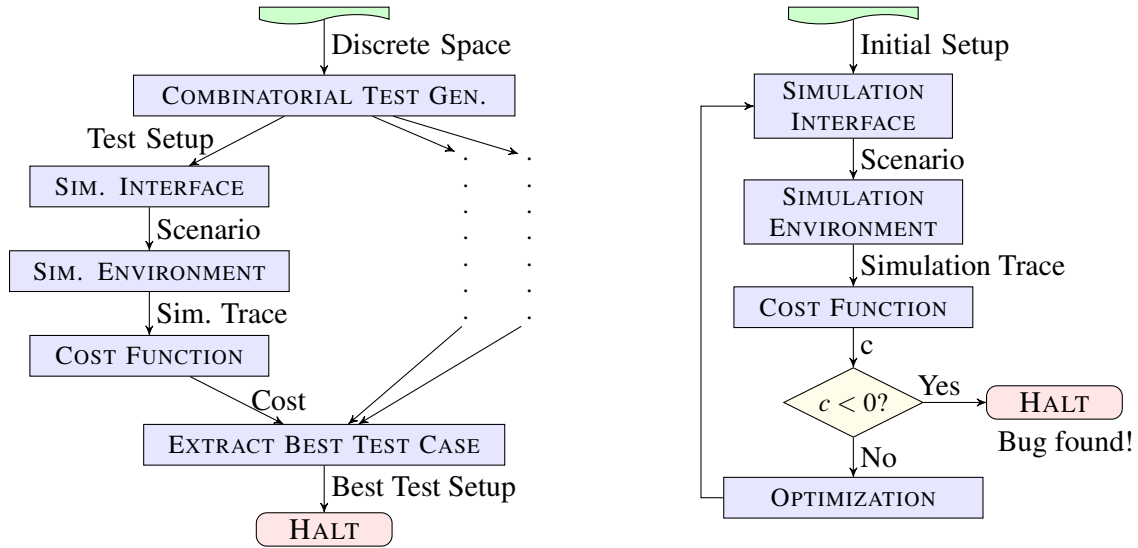 Discrete Space
COMBINATORIAL TEST GEN.
Test Setup
SIM. INTERFACE
Scenario
SIM. ENVIRONMENT
Sim. Trace
COST FUNCTION
Cost
EXTRACT BEST TEST CASE
Best Test Setup
HALT
Initial Setup
SIMULATION
INTERFACE
Scenario
SIMULATION
ENVIRONMENT
Simulation Trace
COST FUNCTION
c
c < 0?
Yes
HALT
Bug found!
No
OPTIMIZATION